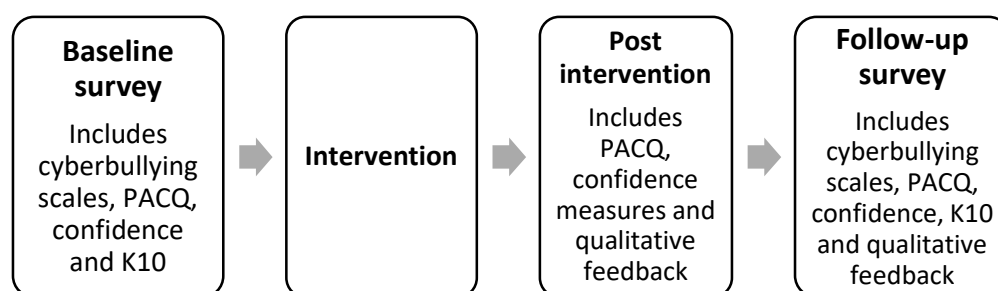 Baseline
survey
Includes
cyberbullying
scales, PACQ,
confidence
and K10
Intervention
Post
intervention
Includes
PACQ,
confidence
measures and
qualitative
feedback
Follow-up
survey
Includes
cyberbullying
scales, PACQ,
confidence, K10
and qualitative
feedback